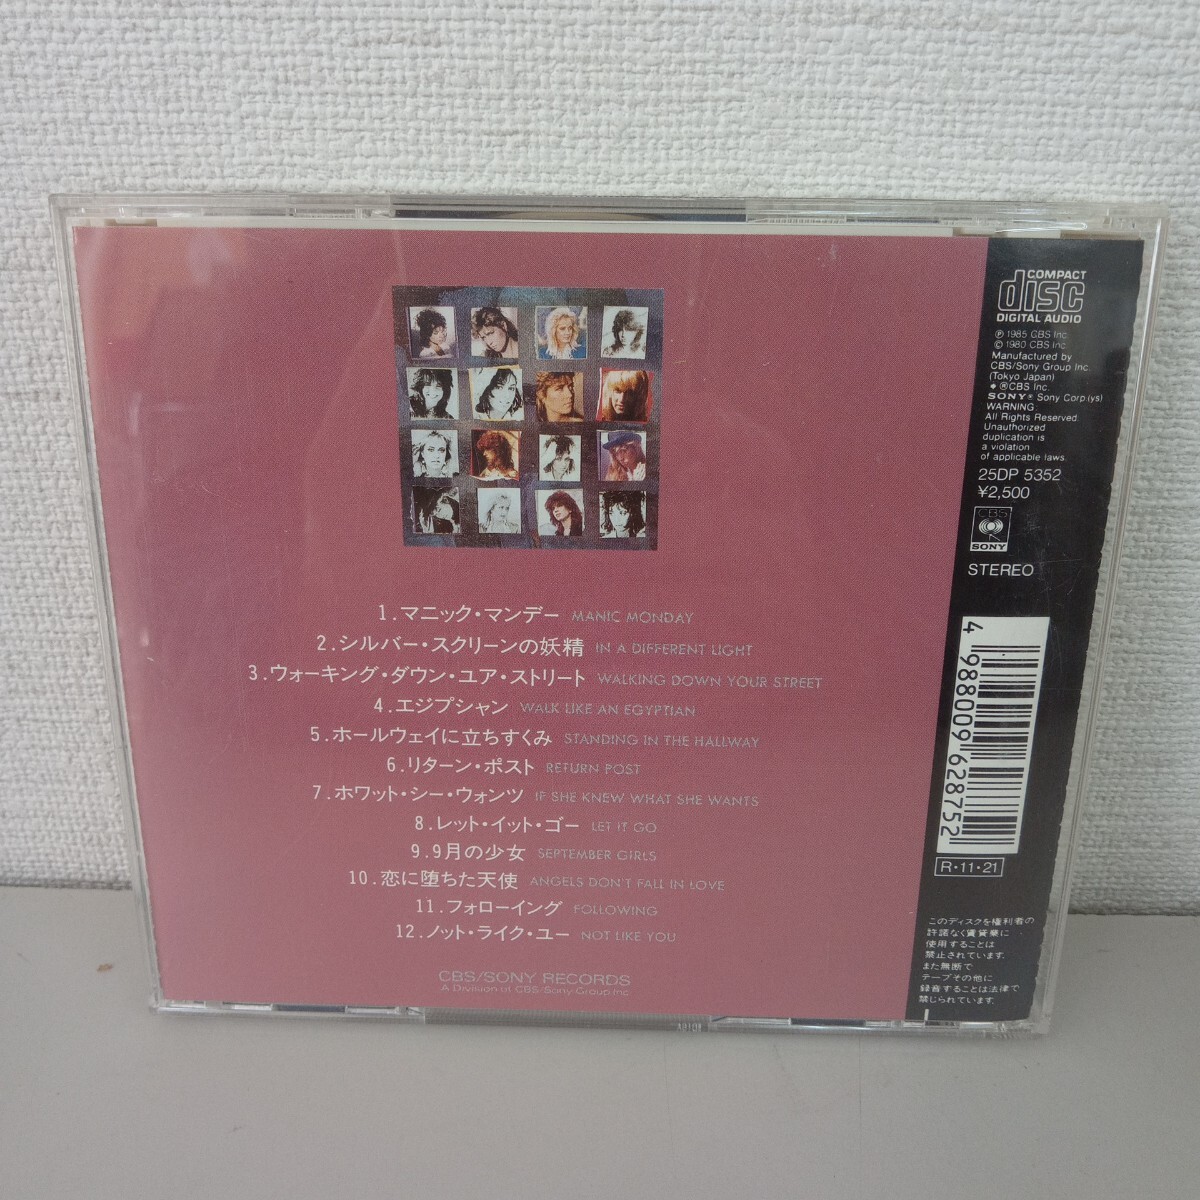 1.マニック・マンデー MANIC MONDAY
2.シルバー・スクリーンの妖精 IN A DIFFERENT LIGHT
3.ウォーキング・ダウン・ユア・ストリート WALKING DOWN YOUR STREET
4.エジプシャン WALK LIKE AN EGYPTIAN
5.ホールウェイに立ちすくみ STANDING IN THE HALLWAY
6.リターン・ポスト RETURN POST
7.ホワット・シー・ウォンツ IF SHE KNEW WHAT SHE WANTS
8.レット・イット・ゴー LET IT GO
9.9月の少女 SEPTEMBER GIRLS
10.恋に堕ちた天使 ANGELS DON'T FALL IN LOVE
11.フォローイング FOLLOWING
12.ノット・ライク・ユー NOT LIKE YOU
CBS/SONY RECORDS
A Division of CBS/Sony Group Inc.
COMPACT
disc
DIGITAL AUDIO
Ⓟ 1985 CBS Inc.
© 1980 CBS Inc.
Manufactured by
CBS/Sony Group Inc.
(Tokyo Japan)
◆ ®CBS Inc.
SONY® Sony Corp.(ys)
WARNING
All Rights Reserved.
Unauthorized
duplication is
a violation
of applicable laws.
25DP 5352
¥2,500
CBS
SONY
STEREO
4 988009 628752
R・11・21
このディスクを権利者の
許諾なく賃貸業に
使用することは
禁止されています.
また無断で
テープその他に
録音することは法律で
禁じられています.